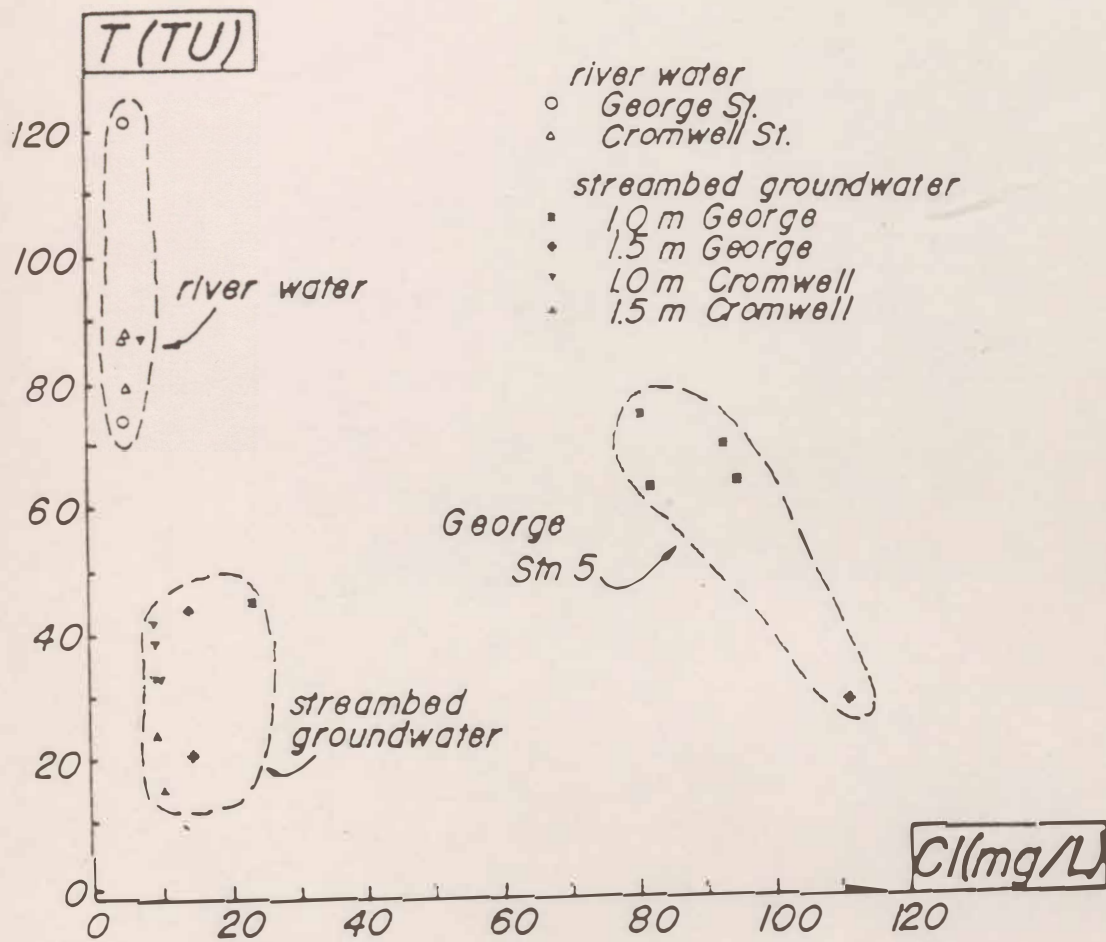 T (TU)
river water
George St.
Cromwell St.
streambed groundwater
1.0 m George
1.5 m George
1.0 m Cromwell
1.5 m Cromwell
120
100
80
60
40
20
0
river water
George
Stn 5
streambed
groundwater
Cl(mg/L)
0 20 40 60 80 100 120